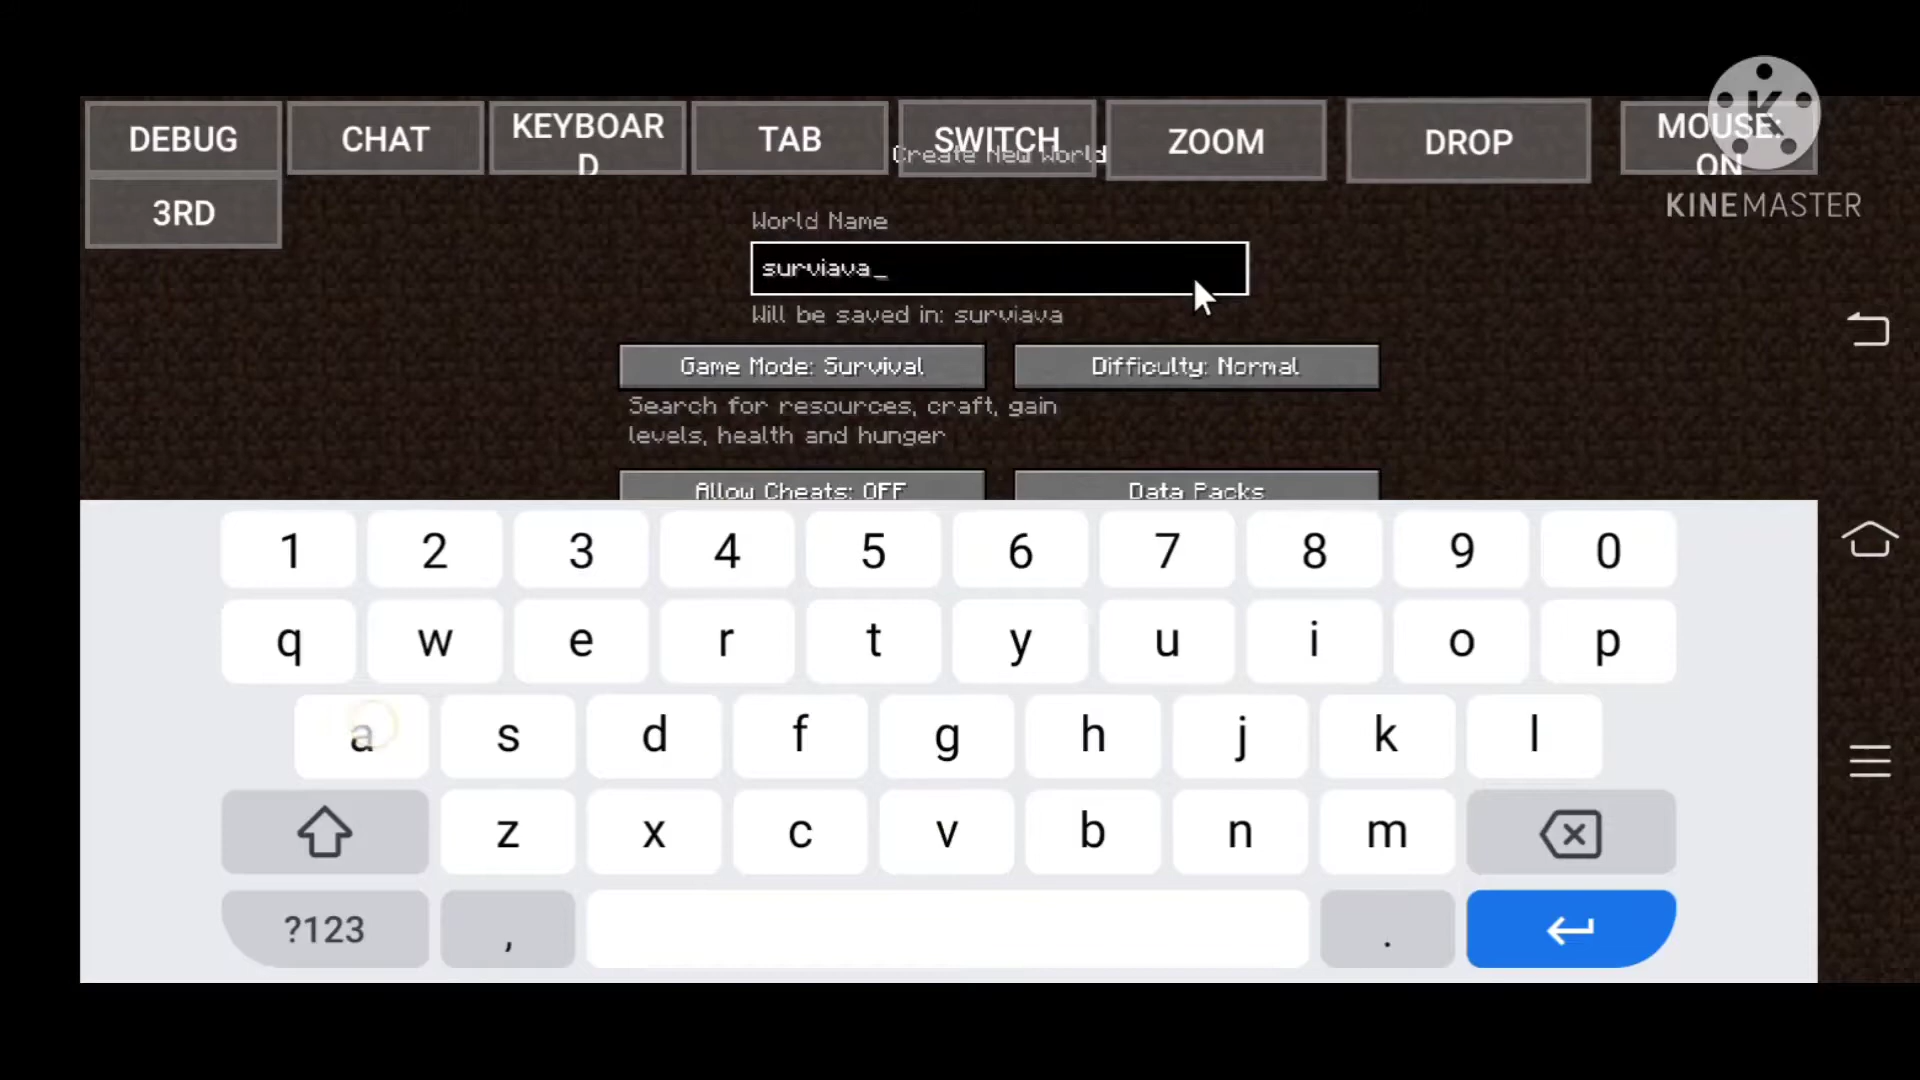 DEBUG
CHAT
KEYBOAR
D
TAB
SWITCH
ZOOM
DROP
MOUSE:
ON
K
KINEMASTER
3RD
Create New World
World Name
surviava_
Will be saved in: surviava
Game Mode: Survival
Difficulty: Normal
Search for resources, craft, gain
levels, health and hunger
Allow Cheats: OFF
Data Packs
1 2 3 4 5 6 7 8 9 0
q w e r t y u i o p
a s d f g h j k l
z x c v b n m
?123 , .